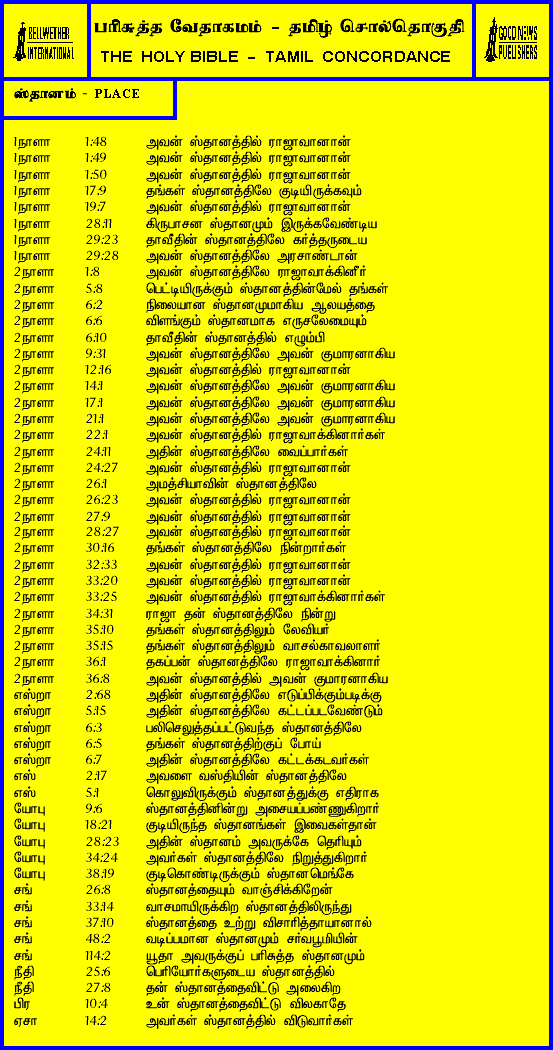 BELLWETHER
INTERNATIONAL
பரிசுத்த வேதாகமம் - தமிழ் சொல்தொகுதி
THE HOLY BIBLE - TAMIL CONCORDANCE
GOOD NEWS
PUBLISHERS
ஸ்தானம் - PLACE
1நாளா 1:48 அவன் ஸ்தானத்தில் ராஜாவானான்
1நாளா 1:49 அவன் ஸ்தானத்தில் ராஜாவானான்
1நாளா 1:50 அவன் ஸ்தானத்தில் ராஜாவானான்
1நாளா 17:9 தங்கள் ஸ்தானத்திலே குடியிருக்கவும்
1நாளா 19:7 அவன் ஸ்தானத்தில் ராஜாவானான்
1நாளா 28:11 கிருபாசன ஸ்தானமும் இருக்கவேண்டிய
1நாளா 29:23 தாவீதின் ஸ்தானத்திலே கர்த்தருடைய
1நாளா 29:28 அவன் ஸ்தானத்திலே அரசாண்டான்
2நாளா 1:8 அவன் ஸ்தானத்திலே ராஜாவாக்கினீர்
2நாளா 5:8 பெட்டியிருக்கும் ஸ்தானத்தின்மேல் தங்கள்
2நாளா 6:2 நிலையான ஸ்தானமுமாகிய ஆலயத்தை
2நாளா 6:6 விளங்கும் ஸ்தானமாக எருசலேமையும்
2நாளா 6:10 தாவீதின் ஸ்தானத்தில் எழும்பி
2நாளா 9:31 அவன் ஸ்தானத்திலே அவன் குமாரனாகிய
2நாளா 12:16 அவன் ஸ்தானத்தில் ராஜாவானான்
2நாளா 14:1 அவன் ஸ்தானத்திலே அவன் குமாரனாகிய
2நாளா 17:1 அவன் ஸ்தானத்திலே அவன் குமாரனாகிய
2நாளா 21:1 அவன் ஸ்தானத்திலே அவன் குமாரனாகிய
2நாளா 22:1 அவன் ஸ்தானத்தில் ராஜாவாக்கினார்கள்
2நாளா 24:11 அதின் ஸ்தானத்திலே வைப்பார்கள்
2நாளா 24:27 அவன் ஸ்தானத்தில் ராஜாவானான்
2நாளா 26:1 அமத்சியாவின் ஸ்தானத்திலே
2நாளா 26:23 அவன் ஸ்தானத்தில் ராஜாவானான்
2நாளா 27:9 அவன் ஸ்தானத்தில் ராஜாவானான்
2நாளா 28:27 அவன் ஸ்தானத்தில் ராஜாவானான்
2நாளா 30:16 தங்கள் ஸ்தானத்திலே நின்றார்கள்
2நாளா 32:33 அவன் ஸ்தானத்தில் ராஜாவானான்
2நாளா 33:20 அவன் ஸ்தானத்தில் ராஜாவானான்
2நாளா 33:25 அவன் ஸ்தானத்தில் ராஜாவாக்கினார்கள்
2நாளா 34:31 ராஜா தன் ஸ்தானத்திலே நின்று
2நாளா 35:10 தங்கள் ஸ்தானத்திலும் லேவியர்
2நாளா 35:15 தங்கள் ஸ்தானத்திலும் வாசல்காவலாளர்
2நாளா 36:1 தகப்பன் ஸ்தானத்திலே ராஜாவாக்கினார்
2நாளா 36:8 அவன் ஸ்தானத்தில் அவன் குமாரனாகிய
எஸ்றா 2:68 அதின் ஸ்தானத்திலே எடுப்பிக்கும்படிக்கு
எஸ்றா 5:15 அதின் ஸ்தானத்திலே கட்டப்படவேண்டும்
எஸ்றா 6:3 பலிசெலுத்தப்பட்டுவந்த ஸ்தானத்திலே
எஸ்றா 6:5 தங்கள் ஸ்தானத்திற்குப் போய்
எஸ்றா 6:7 அதின் ஸ்தானத்திலே கட்டக்கடவர்கள்
எஸ் 2:17 அவளை வஸ்தியின் ஸ்தானத்திலே
எஸ் 5:1 கொலுவிருக்கும் ஸ்தானத்துக்கு எதிராக
யோபு 9:6 ஸ்தானத்தினின்று அசையப்பண்ணுகிறார்
யோபு 18:21 குடியிருந்த ஸ்தானங்கள் இவைகள்தான்
யோபு 28:23 அதின் ஸ்தானம் அவருக்கே தெரியும்
யோபு 34:24 அவர்கள் ஸ்தானத்திலே நிறுத்துகிறார்
யோபு 38:19 குடிகொண்டிருக்கும் ஸ்தானமெங்கே
சங் 26:8 ஸ்தானத்தையும் வாஞ்சிக்கிறேன்
சங் 33:14 வாசமாயிருக்கிற ஸ்தானத்திலிருந்து
சங் 37:10 ஸ்தானத்தை உற்று விசாரித்தாயானால்
சங் 48:2 வடிப்பமான ஸ்தானமும் சர்வபூமியின்
சங் 114:2 யூதா அவருக்குப் பரிசுத்த ஸ்தானமும்
நீதி 25:6 பெரியோர்களுடைய ஸ்தானத்தில்
நீதி 27:8 தன் ஸ்தானத்தைவிட்டு அலைகிற
பிர 10:4 உன் ஸ்தானத்தைவிட்டு விலகாதே
ஏசா 14:2 அவர்கள் ஸ்தானத்தில் விடுவார்கள்